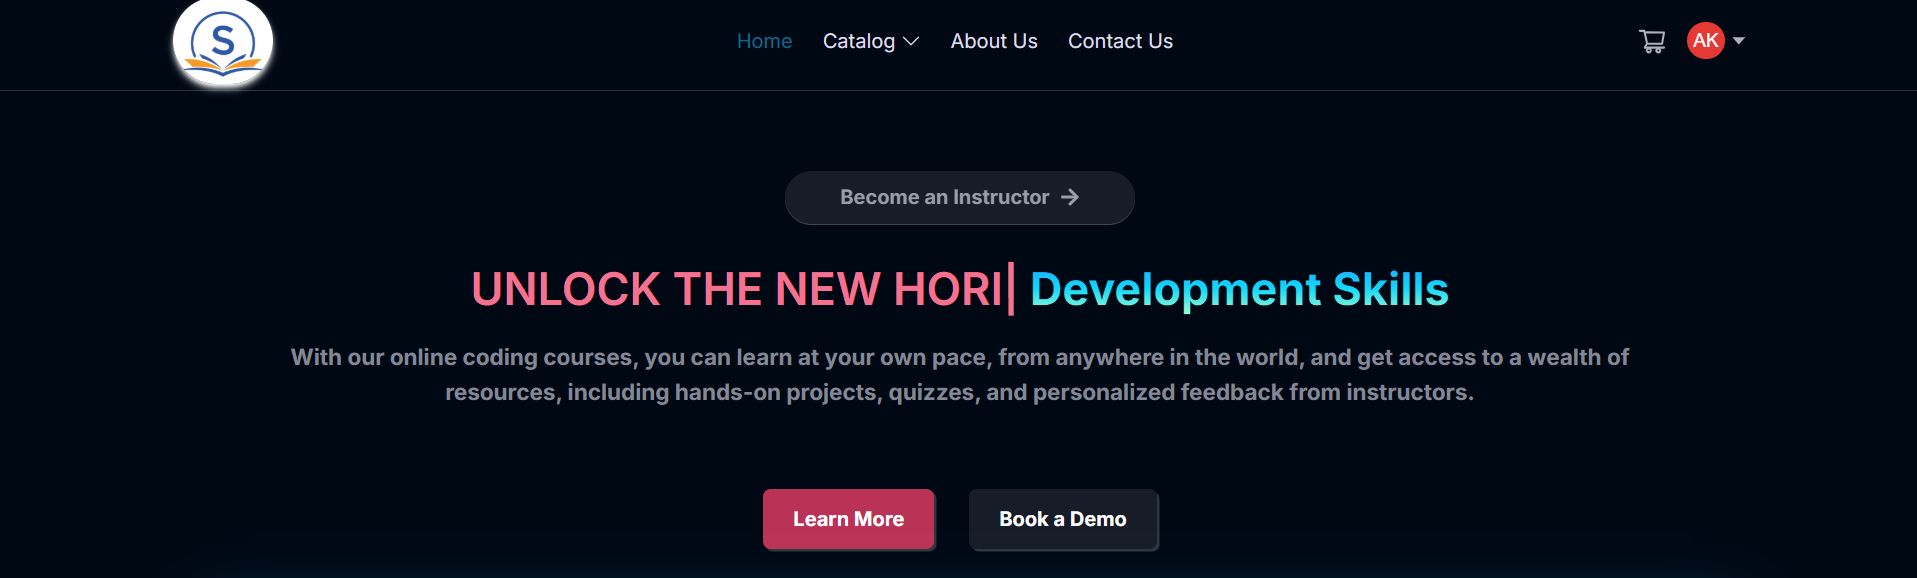 S
Home Catalog About Us Contact Us AK
Become an Instructor →
UNLOCK THE NEW HORI| Development Skills
With our online coding courses, you can learn at your own pace, from anywhere in the world, and get access to a wealth of
resources, including hands-on projects, quizzes, and personalized feedback from instructors.
Learn More Book a Demo